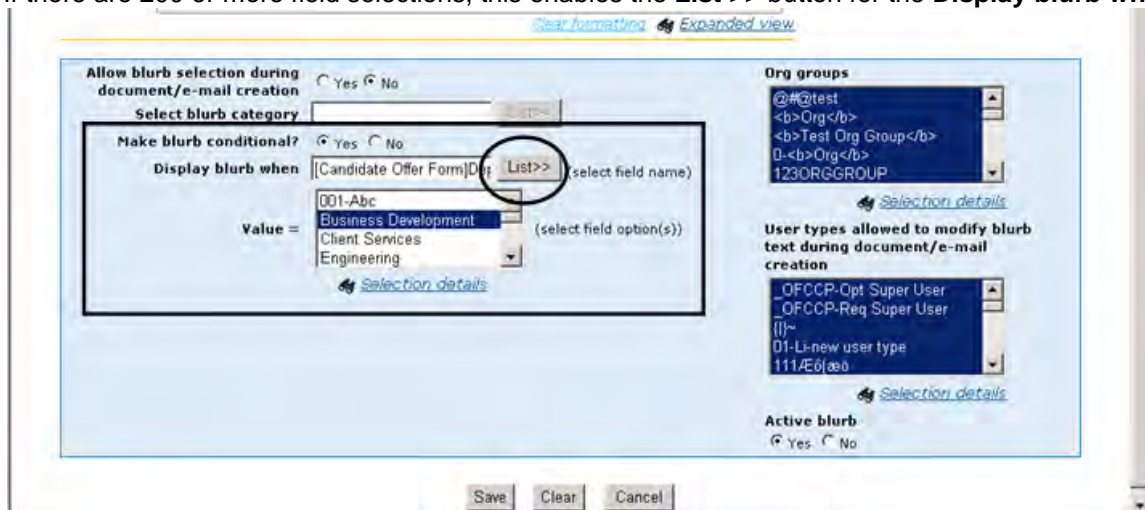 If there are 200 or more field selections, this enables the List >> button for the Display blurb wh
Clear formatting Expanded view
Allow blurb selection during
document/e-mail creation
Yes No
Select blurb category
Make blurb conditional? Yes No
Display blurb when [Candidate Offer Form]De List>> (select field name)
Value =
001-Abc
Business Development
Client Services
Engineering
(select field option(s))
Selection details
Org groups
@#@test
<b>Org</b>
<b>Test Org Group</b>
0-<b>Org</b>
123ORGGROUP
Selection details
User types allowed to modify blurb
text during document/e-mail
creation
_OFCCP-Opt Super User
_OFCCP-Req Super User
{|}~
01-Li-new user type
Selection details
Active blurb
Yes No
Save Clear Cancel